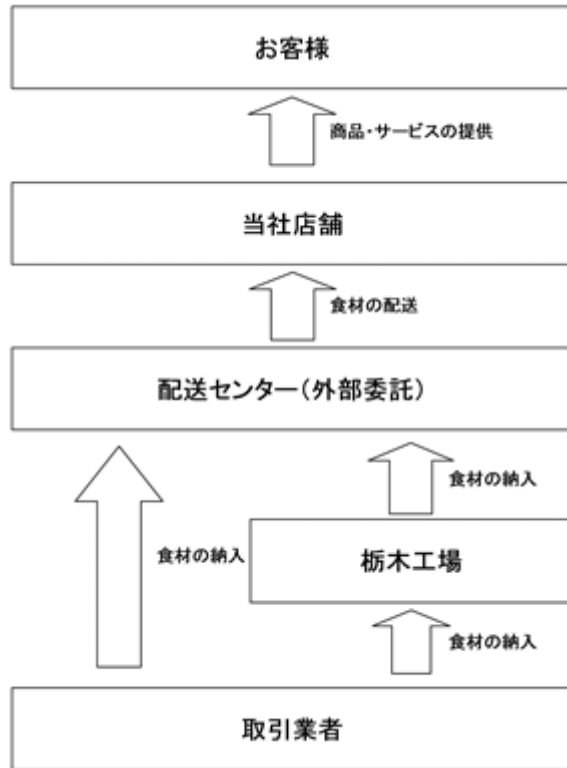 お客様
商品・サービスの提供
当社店舗
食材の配送
配送センター（外部委託）
食材の納入
食材の納入
栃木工場
食材の納入
取引業者